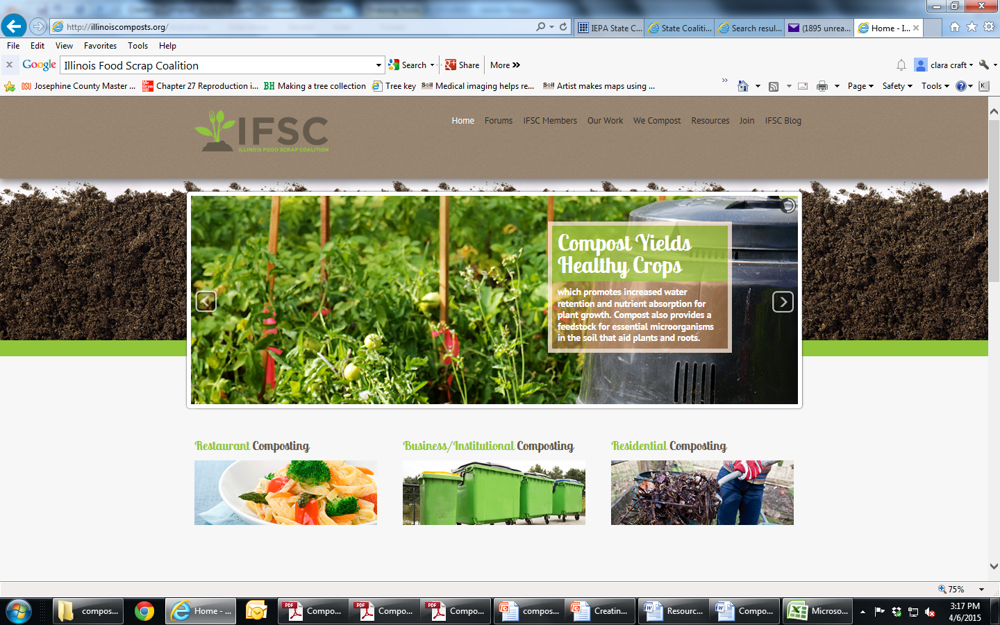 http://illinoiscomposts.org/
IEPA State C...
State Coaliti...
Search resul...
(1895 unrea...
Home - I...
File Edit View Favorites Tools Help
x Google Illinois Food Scrap Coalition Search Share More »
clara craft
OSU Josephine County Master ...
Mc Graw Chapter 27 Reproduction i...
BH Making a tree collection
Tree key
Soil Medical imaging helps re...
Soil Artist makes maps using ...
» Page Safety Tools
IFSC
ILLINOIS FOOD SCRAP COALITION
Home Forums IFSC Members Our Work We Compost Resources Join IFSC Blog
Compost Yields
Healthy Crops
which promotes increased water
retention and nutrient absorption for
plant growth. Compost also provides a
feedstock for essential microorganisms
in the soil that aid plants and roots.
Restaurant Composting
Business/Institutional Composting
Residential Composting
75%
compos...
Home - ...
PDF Compo...
PDF Compo...
PDF Compo...
compos...
Creatin...
Resourc...
Compo...
Microso...
3:17 PM
4/6/2015